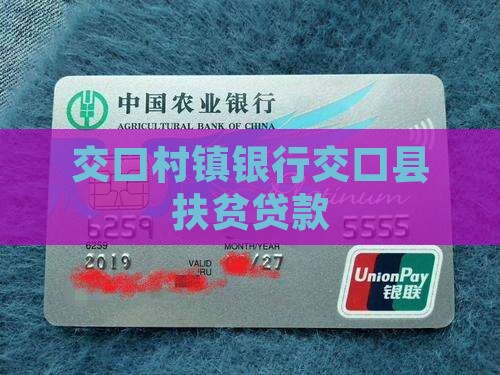 中国农业银行
AGRICULTURAL BANK OF CHINA
交口村镇银行交口县
扶贫贷款
Platinum
6259 5555
6259 MONTH/YEAR
2019 VALID THRU /27
UnionPay
银联